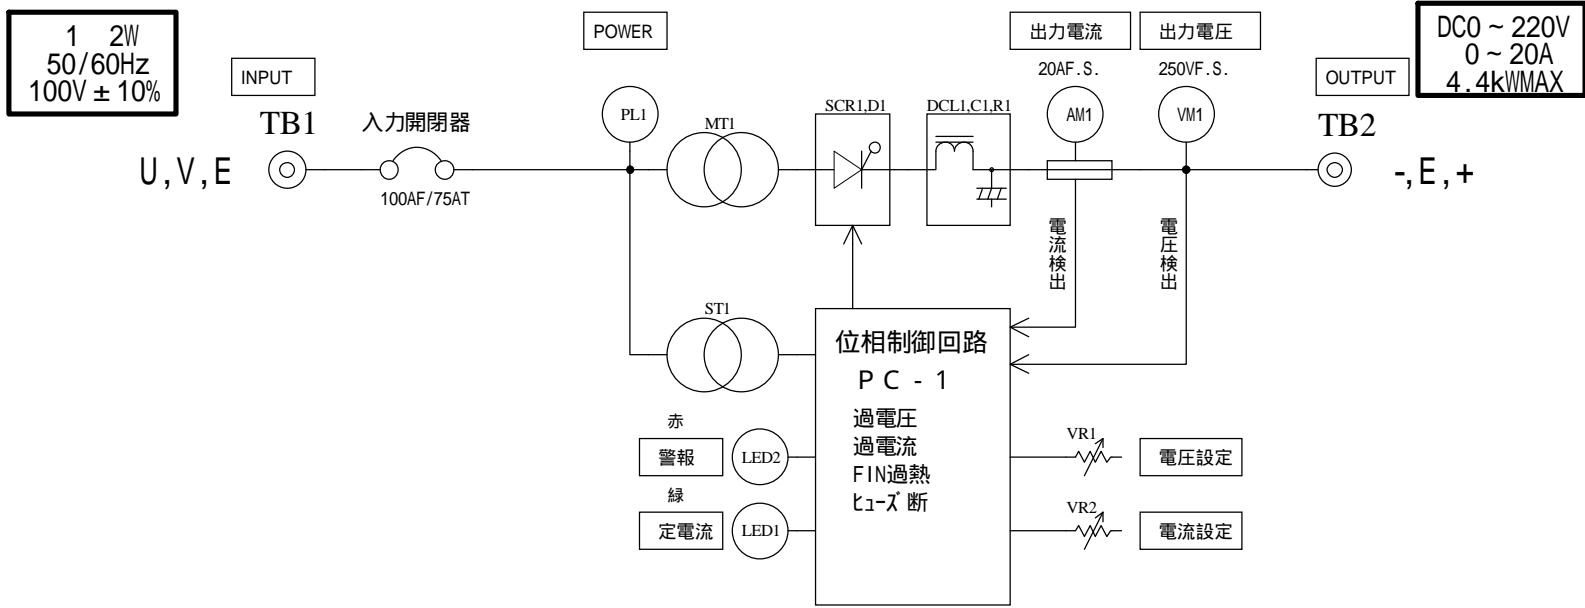 1 2W
50/60Hz
100V ± 10%
INPUT
TB1
U,V,E
入力開閉器
100AF/75AT
POWER
PL1
MT1
SCR1,D1
DCL1,C1,R1
出力電流
20AF.S.
AM1
出力電圧
250VF.S.
VM1
OUTPUT
TB2
-,E,+
DC0 ~ 220V
0 ~ 20A
4.4kWMAX
電流検出
電圧検出
ST1
位相制御回路
PC-1
過電圧
過電流
FIN過熱
ヒューズ断
赤
警報
LED2
緑
定電流
LED1
VR1
電圧設定
VR2
電流設定